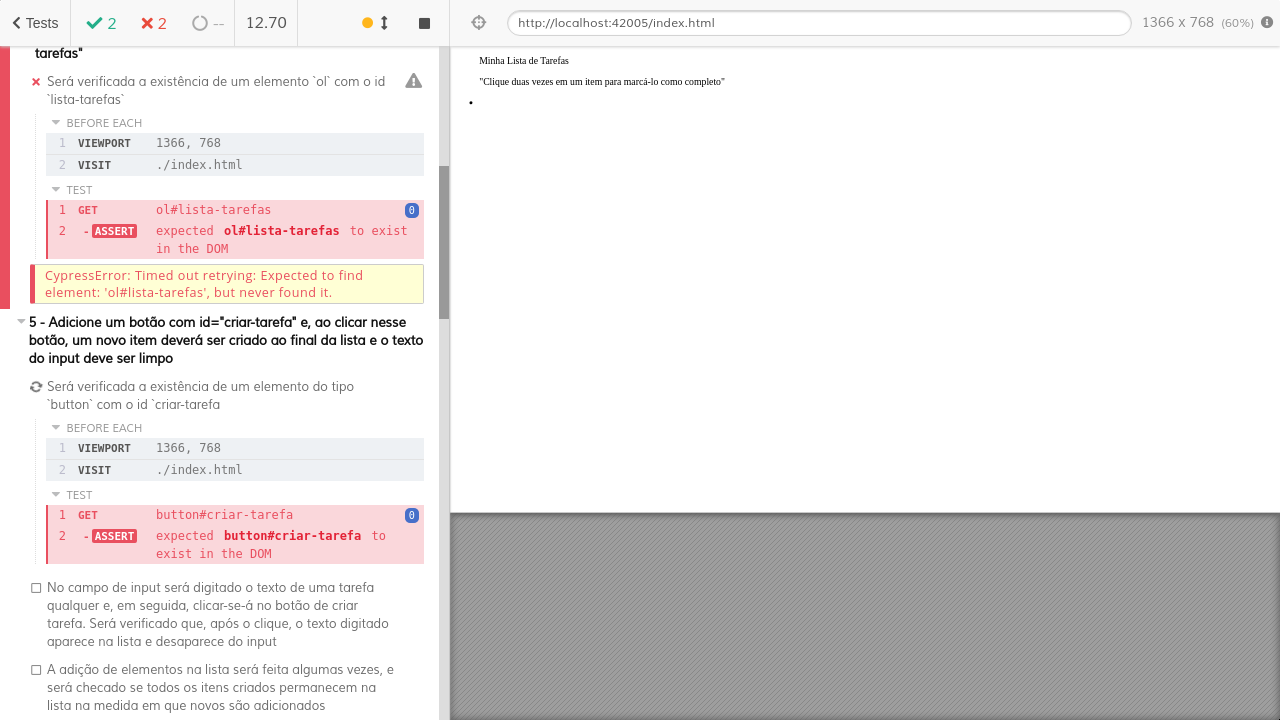 Tests
2
2
--
12.70
http://localhost:42005/index.html
1366 x 768 (60%)
tarefas"
Será verificada a existência de um elemento `ol` com o id
`lista-tarefas`
BEFORE EACH
1 VIEWPORT 1366, 768
2 VISIT ./index.html
TEST
1 GET ol#lista-tarefas 0
2 -ASSERT expected ol#lista-tarefas to exist
in the DOM
CypressError: Timed out retrying: Expected to find
element: 'ol#lista-tarefas', but never found it.
5 - Adicione um botão com id="criar-tarefa" e, ao clicar nesse
botão, um novo item deverá ser criado ao final da lista e o texto
do input deve ser limpo
Será verificada a existência de um elemento do tipo
`button` com o id `criar-tarefa
BEFORE EACH
1 VIEWPORT 1366, 768
2 VISIT ./index.html
TEST
1 GET button#criar-tarefa 0
2 -ASSERT expected button#criar-tarefa to
exist in the DOM
No campo de input será digitado o texto de uma tarefa
qualquer e, em seguida, clicar-se-á no botão de criar
tarefa. Será verificado que, após o clique, o texto digitado
aparece na lista e desaparece do input
A adição de elementos na lista será feita algumas vezes, e
será checado se todos os itens criados permanecem na
lista na medida em que novos são adicionados
Minha Lista de Tarefas
"Clique duas vezes em um item para marcá-lo como completo"